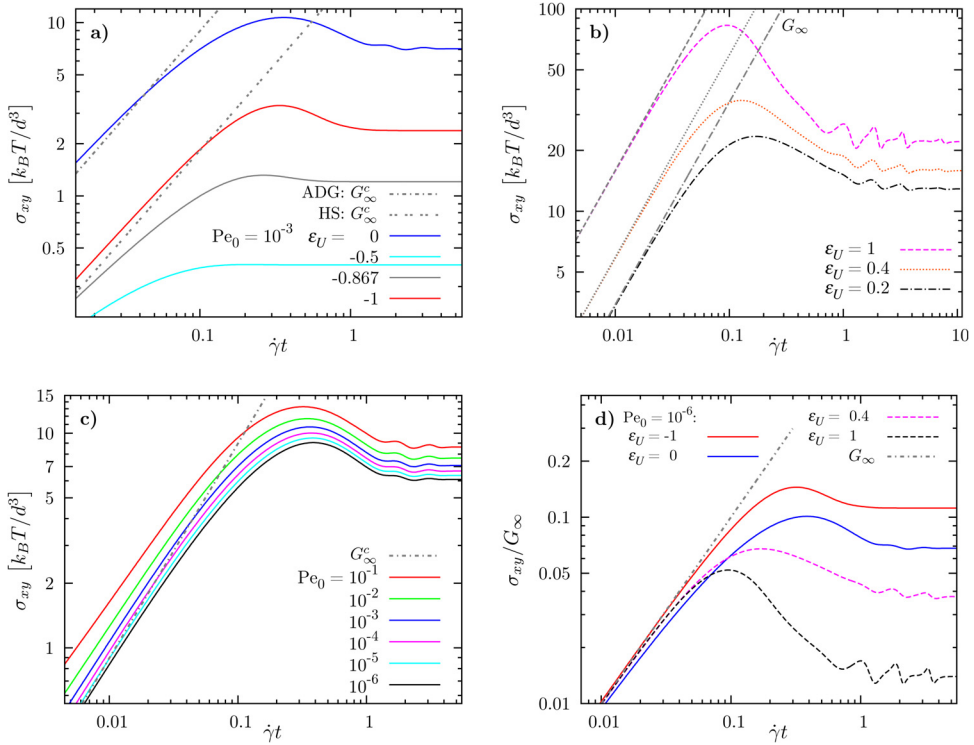 a)
10
5
2
1
0.5
σxy [kBT/d³]
ADG: G∞ᶜ
HS: G∞ᶜ
Pe₀ = 10⁻³ εU = 0
-0.5
-0.867
-1
0.1
1
γ̇t
b)
100
50
20
10
5
σxy [kBT/d³]
G∞
εU = 1
εU = 0.4
εU = 0.2
0.01
0.1
1
10
γ̇t
c)
15
10
7
5
2
1
σxy [kBT/d³]
G∞ᶜ
Pe₀ = 10⁻¹
10⁻²
10⁻³
10⁻⁴
10⁻⁵
10⁻⁶
0.01
0.1
1
γ̇t
d)
Pe₀ = 10⁻⁶:
εU = -1
εU = 0
εU = 0.4
εU = 1
G∞
0.2
0.1
0.05
0.01
σxy/G∞
0.01
0.1
1
γ̇t